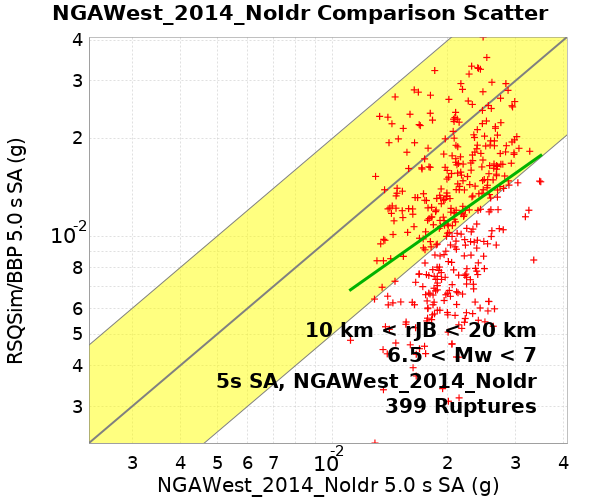 NGAWest_2014_NoIdr Comparison Scatter
4
3
2
10^-2
8
6
5
4
3
RSQSim/BBP 5.0 s SA (g)
10 km < rJB < 20 km
6.5 < Mw < 7
5s SA, NGAWest_2014_NoIdr
399 Ruptures
3 4 5 6 7 10^-2 2 3 4
NGAWest_2014_NoIdr 5.0 s SA (g)